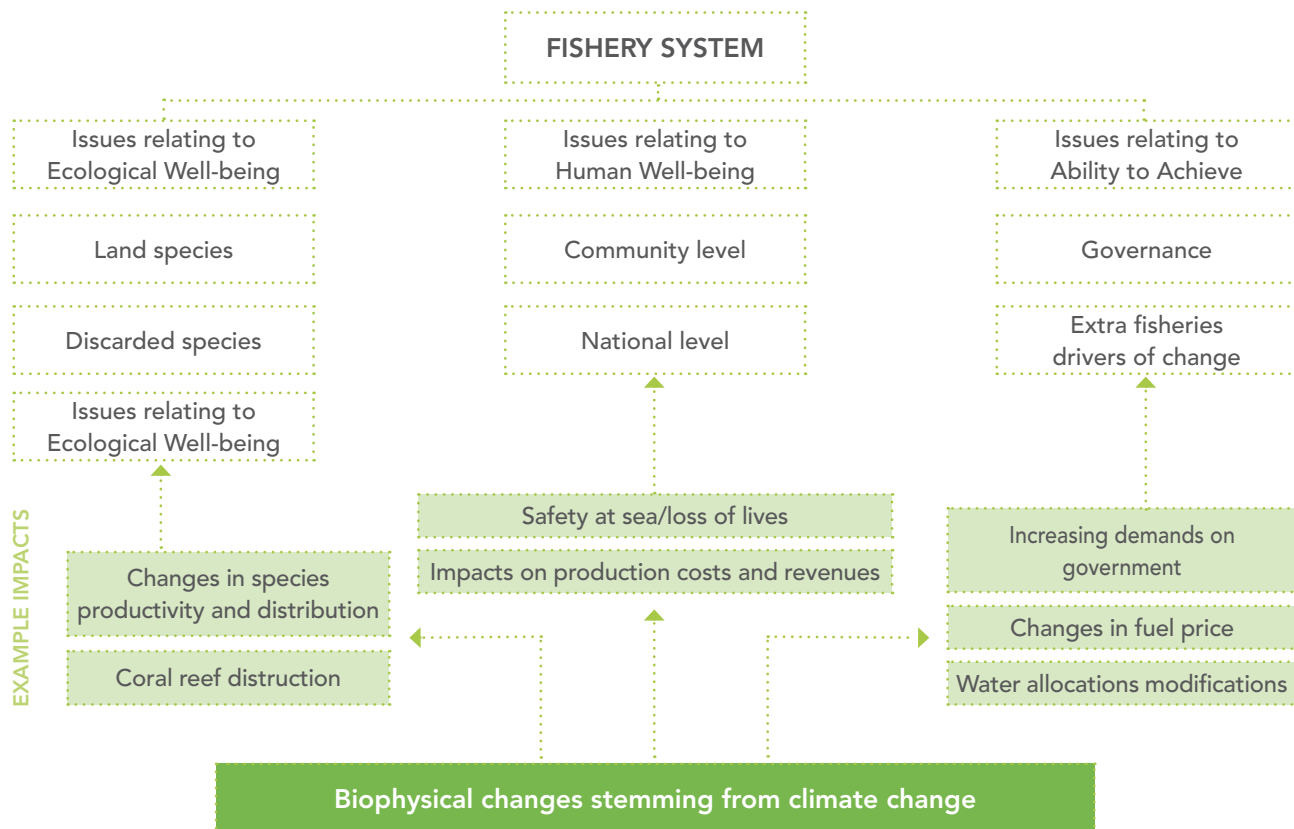 FISHERY SYSTEM
Issues relating to
Ecological Well-being
Issues relating to
Human Well-being
Issues relating to
Ability to Achieve
Land species
Community level
Governance
Discarded species
National level
Extra fisheries
drivers of change
Issues relating to
Ecological Well-being
EXAMPLE IMPACTS
Changes in species
productivity and distribution
Coral reef distruction
Safety at sea/loss of lives
Impacts on production costs and revenues
Increasing demands on
government
Changes in fuel price
Water allocations modifications
Biophysical changes stemming from climate change